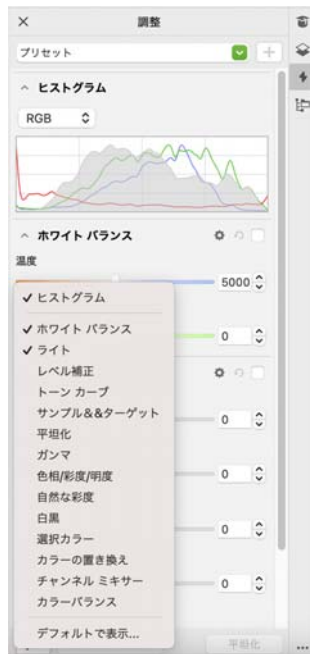 調整
プリセット
ヒストグラム
RGB
ホワイト バランス
温度
5000
✓ ヒストグラム
0
✓ ホワイト バランス
✓ ライト
レベル補正
トーン カーブ
サンプル&&ターゲット
0
平坦化
ガンマ
色相/彩度/明度
0
自然な彩度
白黒
選択カラー
0
カラーの置き換え
チャンネル ミキサー
0
カラーバランス
デフォルトで表示...
平坦化